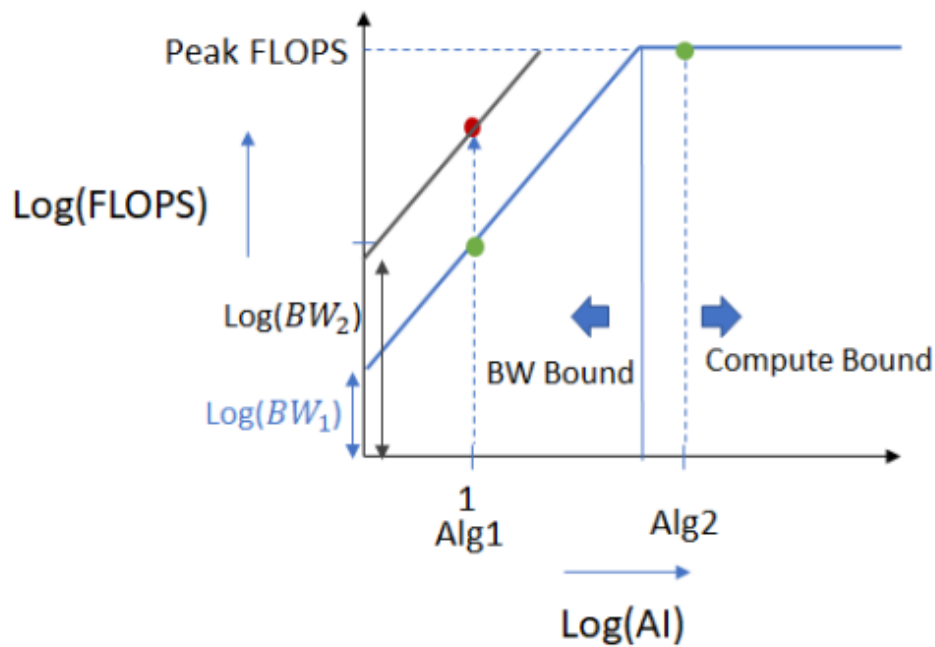 Peak FLOPS
Log(FLOPS)
Log(BW₂)
BW Bound
Compute Bound
Log(BW₁)
1
Alg1
Alg2
Log(AI)